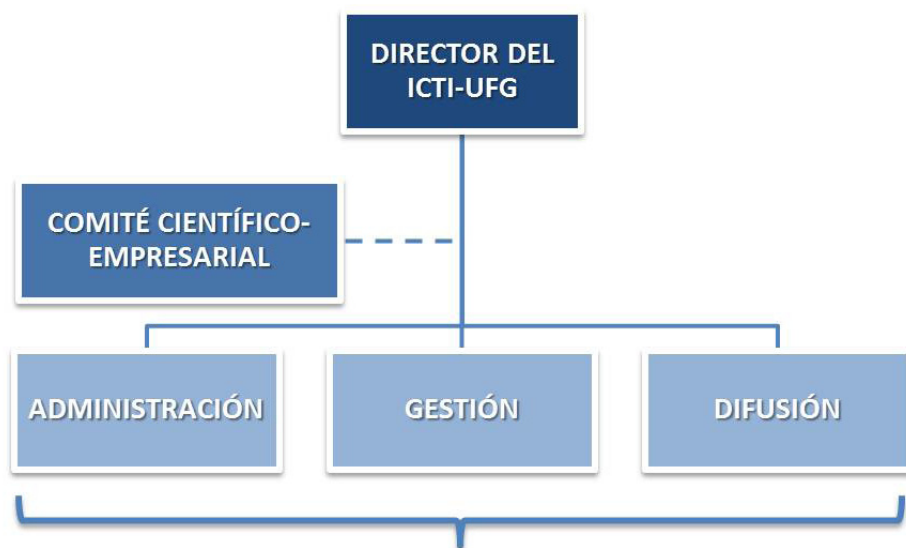 DIRECTOR DEL
ICTI-UFG
COMITÉ CIENTÍFICO-
EMPRESARIAL
ADMINISTRACIÓN
GESTIÓN
DIFUSIÓN